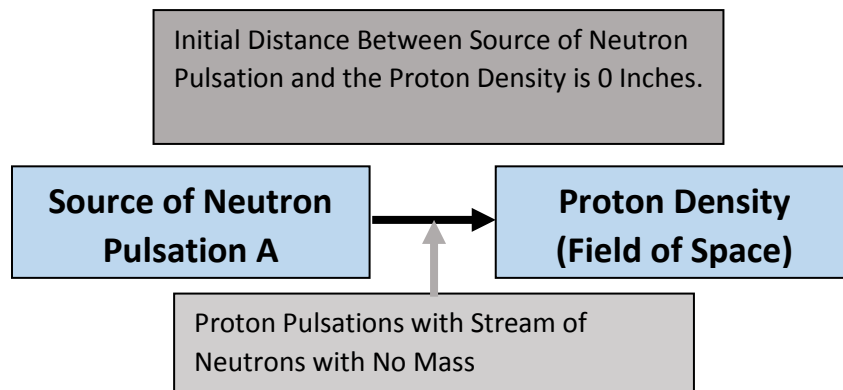 Initial Distance Between Source of Neutron
Pulsation and the Proton Density is 0 Inches.
Source of Neutron
Pulsation A
Proton Density
(Field of Space)
Proton Pulsations with Stream of
Neutrons with No Mass